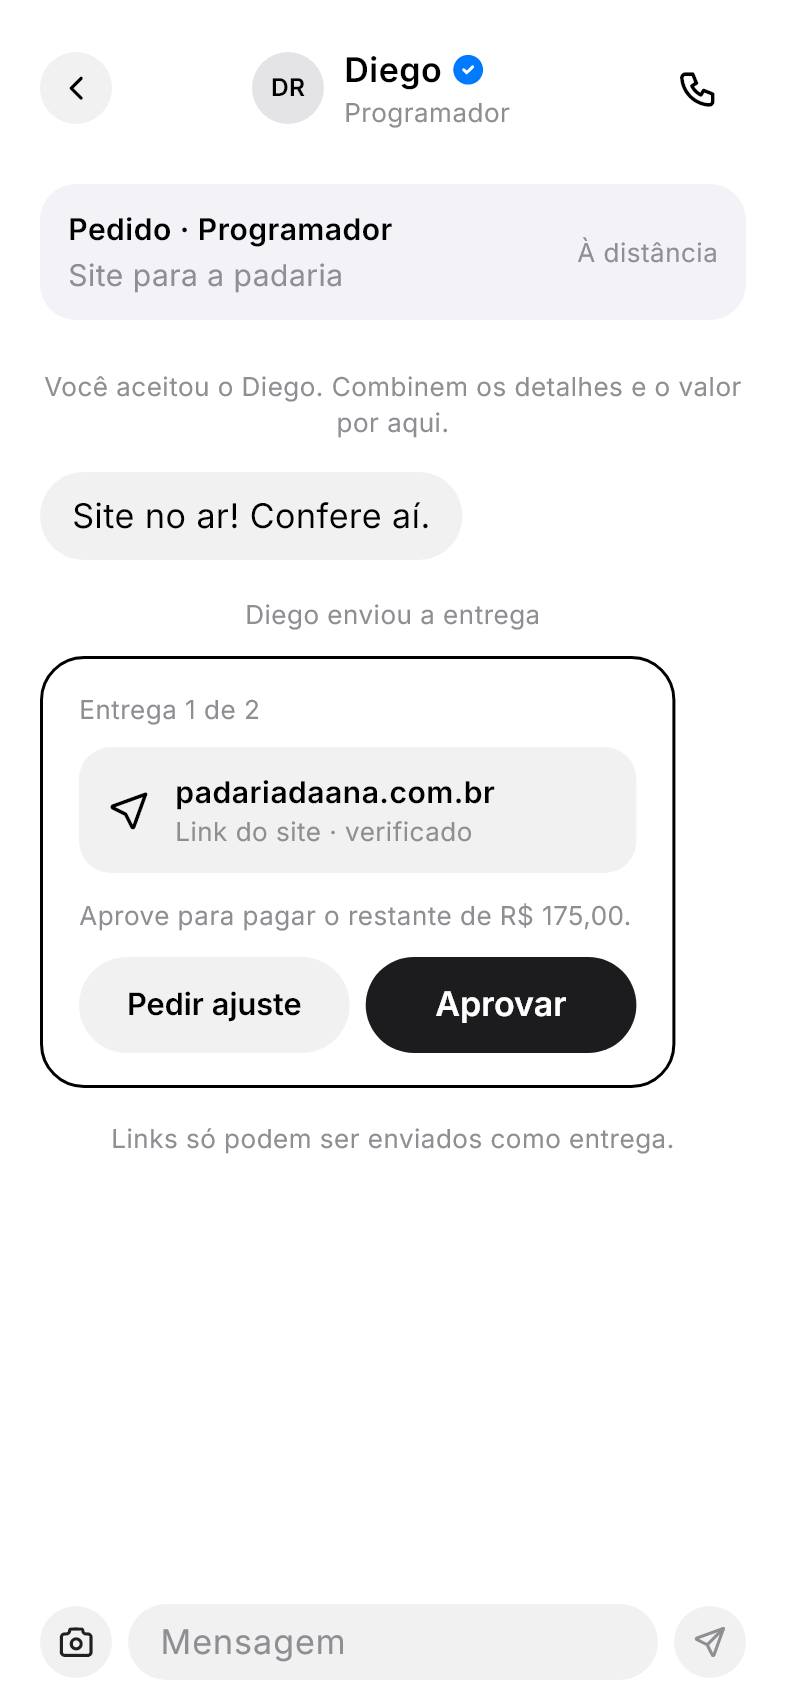 DR
Diego
Programador
Pedido · Programador
Site para a padaria
À distância
Você aceitou o Diego. Combinem os detalhes e o valor
por aqui.
Site no ar! Confere aí.
Diego enviou a entrega
Entrega 1 de 2
padariadaana.com.br
Link do site · verificado
Aprove para pagar o restante de R$ 175,00.
Pedir ajuste
Aprovar
Links só podem ser enviados como entrega.
Mensagem